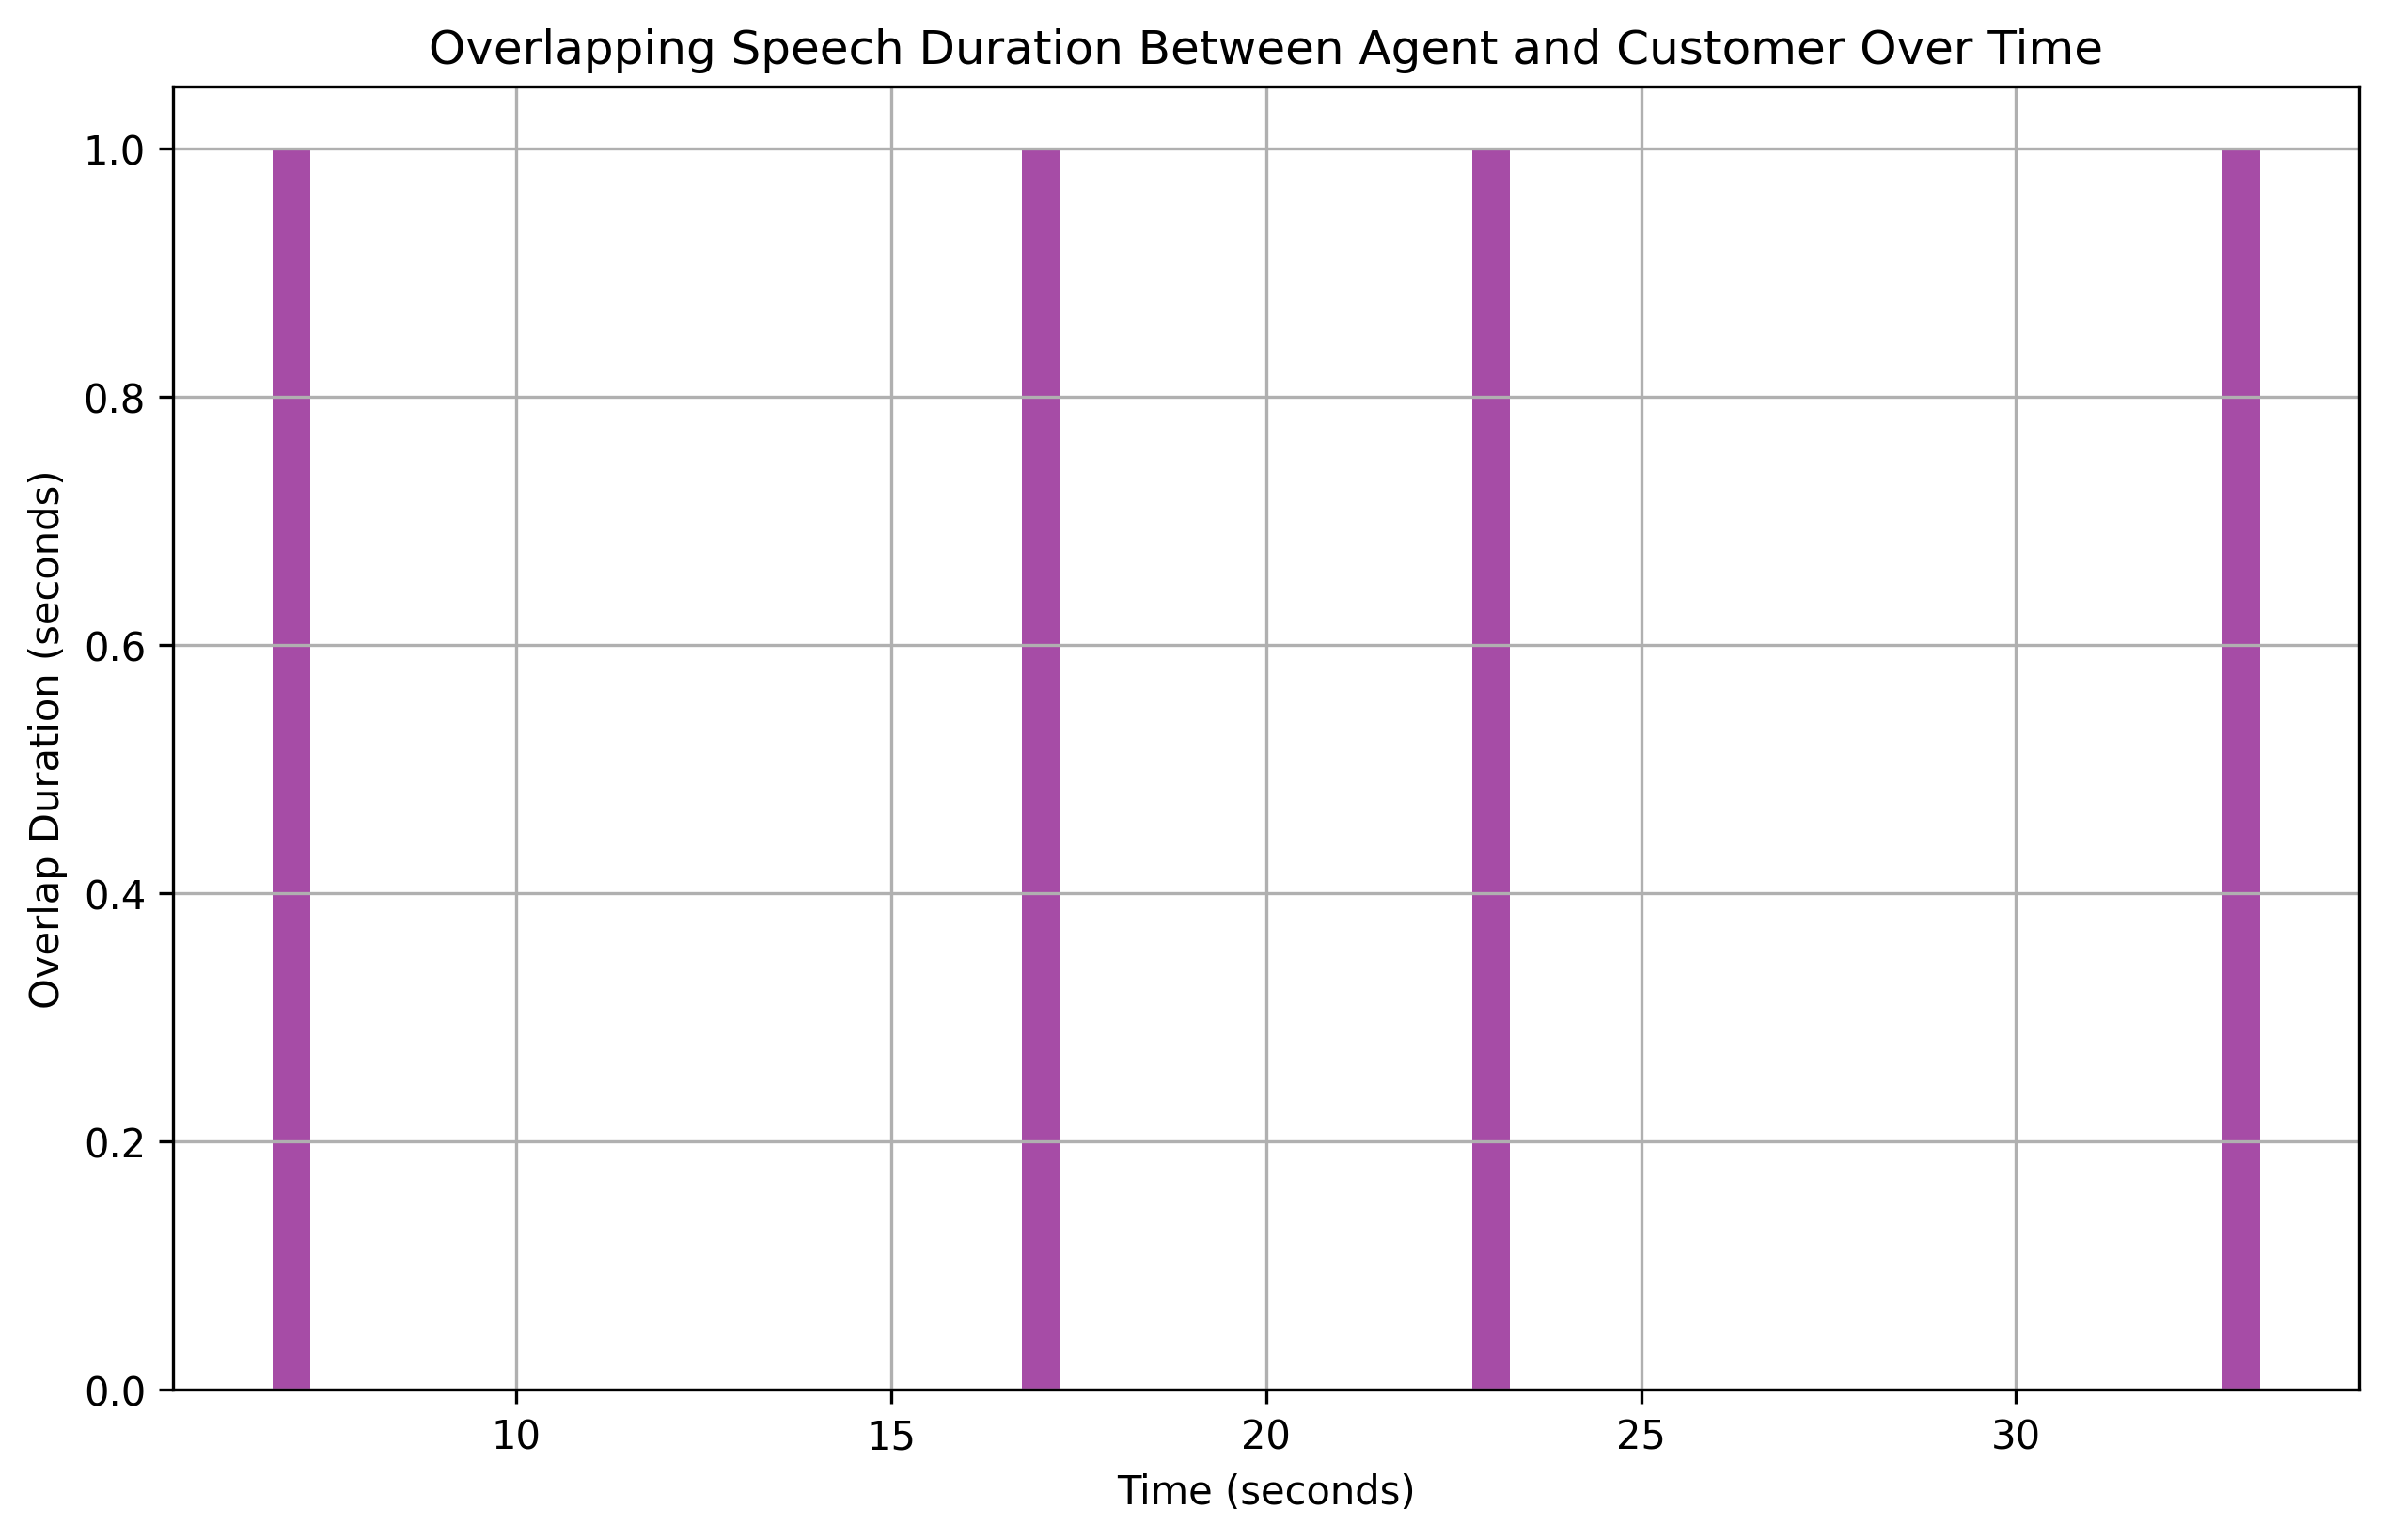 Overlapping Speech Duration Between Agent and Customer Over Time
Overlap Duration (seconds)
1.0
0.8
0.6
0.4
0.2
0.0
10 15 20 25 30
Time (seconds)